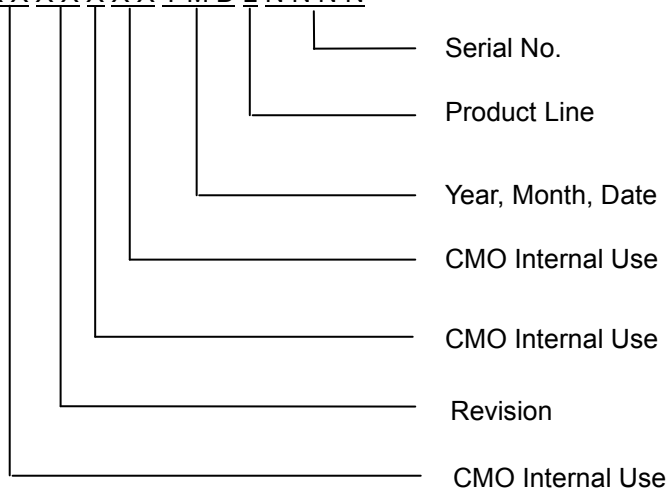 Serial No.
Product Line
Year, Month, Date
CMO Internal Use
CMO Internal Use
Revision
CMO Internal Use